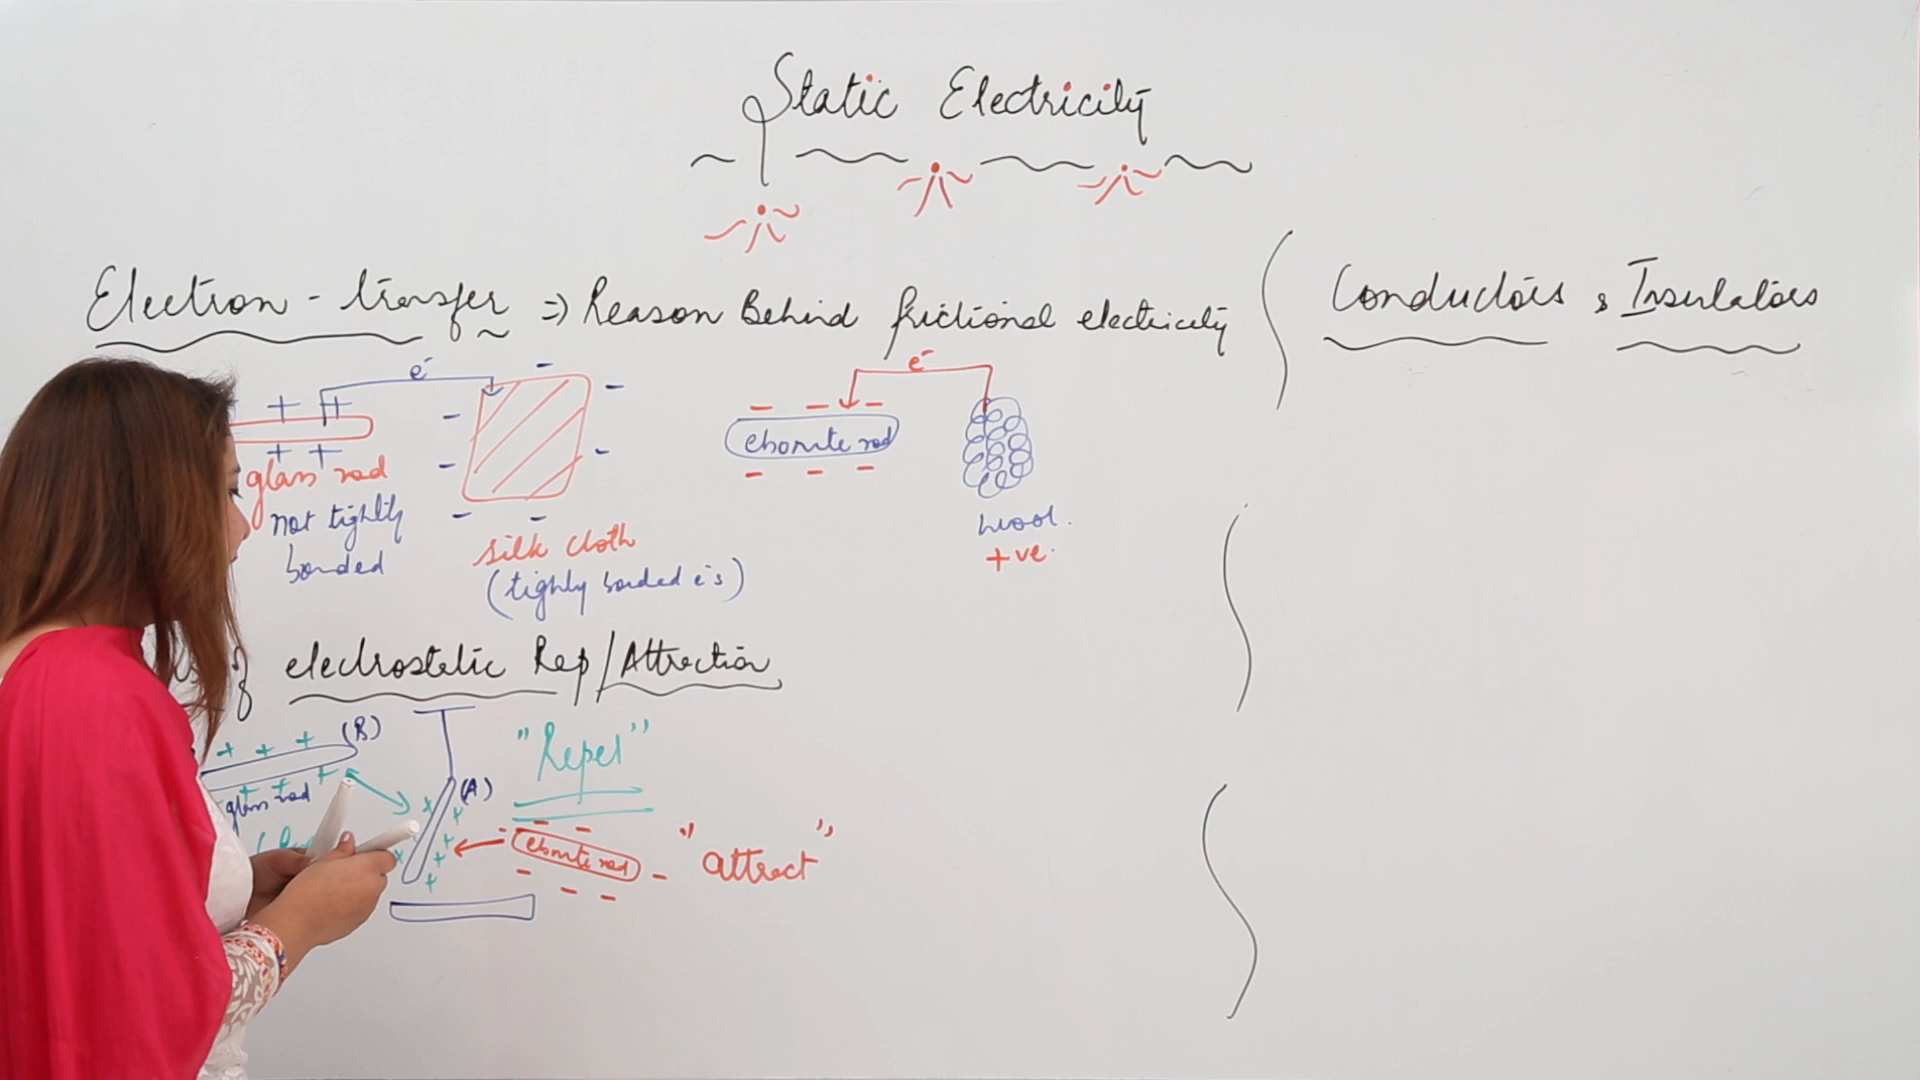 Static Electricity
Electron - transfer => Reason Behind frictional electricity
Conductors & Insulators
e⁻
e⁻
+ ++
- - - -
+ +
glass rod
ebonite rod
- - -
not tightly
bonded
silk cloth
(tightly bonded e⁻s)
wool.
+ve.
of electrostatic Rep/Attraction
+ + + (B)
glass rod
(A)
"Repel"
ebonite rod
"attract"